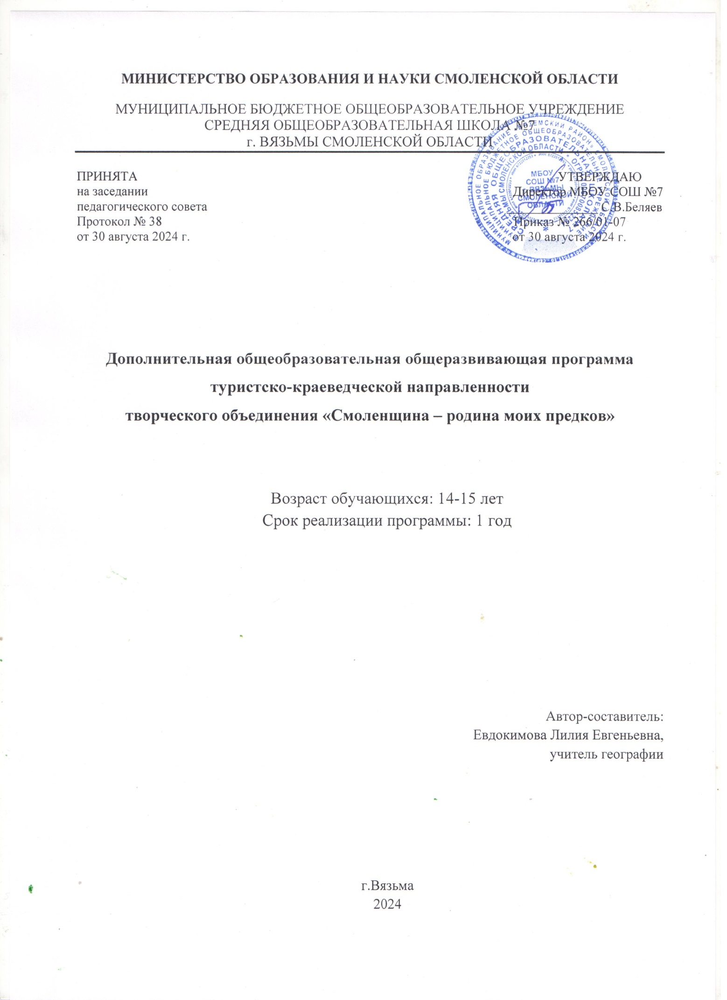 МИНИСТЕРСТВО ОБРАЗОВАНИЯ И НАУКИ СМОЛЕНСКОЙ ОБЛАСТИ
МУНИЦИПАЛЬНОЕ БЮДЖЕТНОЕ ОБЩЕОБРАЗОВАТЕЛЬНОЕ УЧРЕЖДЕНИЕ
СРЕДНЯЯ ОБЩЕОБРАЗОВАТЕЛЬНАЯ ШКОЛА №7
г. ВЯЗЬМЫ СМОЛЕНСКОЙ ОБЛАСТИ
ПРИНЯТА
на заседании
педагогического совета
Протокол № 38
от 30 августа 2024 г.
УТВЕРЖДАЮ
Директор МБОУ СОШ №7
С.В.Беляев
Приказ № 266/01-07
от 30 августа 2024 г.
МБОУ
СОШ №7
г. ВЯЗЬМЫ
СМОЛЕНСКОЙ
ОБЛАСТИ
Дополнительная общеобразовательная общеразвивающая программа
туристско-краеведческой направленности
творческого объединения «Смоленщина – родина моих предков»
Возраст обучающихся: 14-15 лет
Срок реализации программы: 1 год
Автор-составитель:
Евдокимова Лилия Евгеньевна,
учитель географии
г.Вязьма
2024